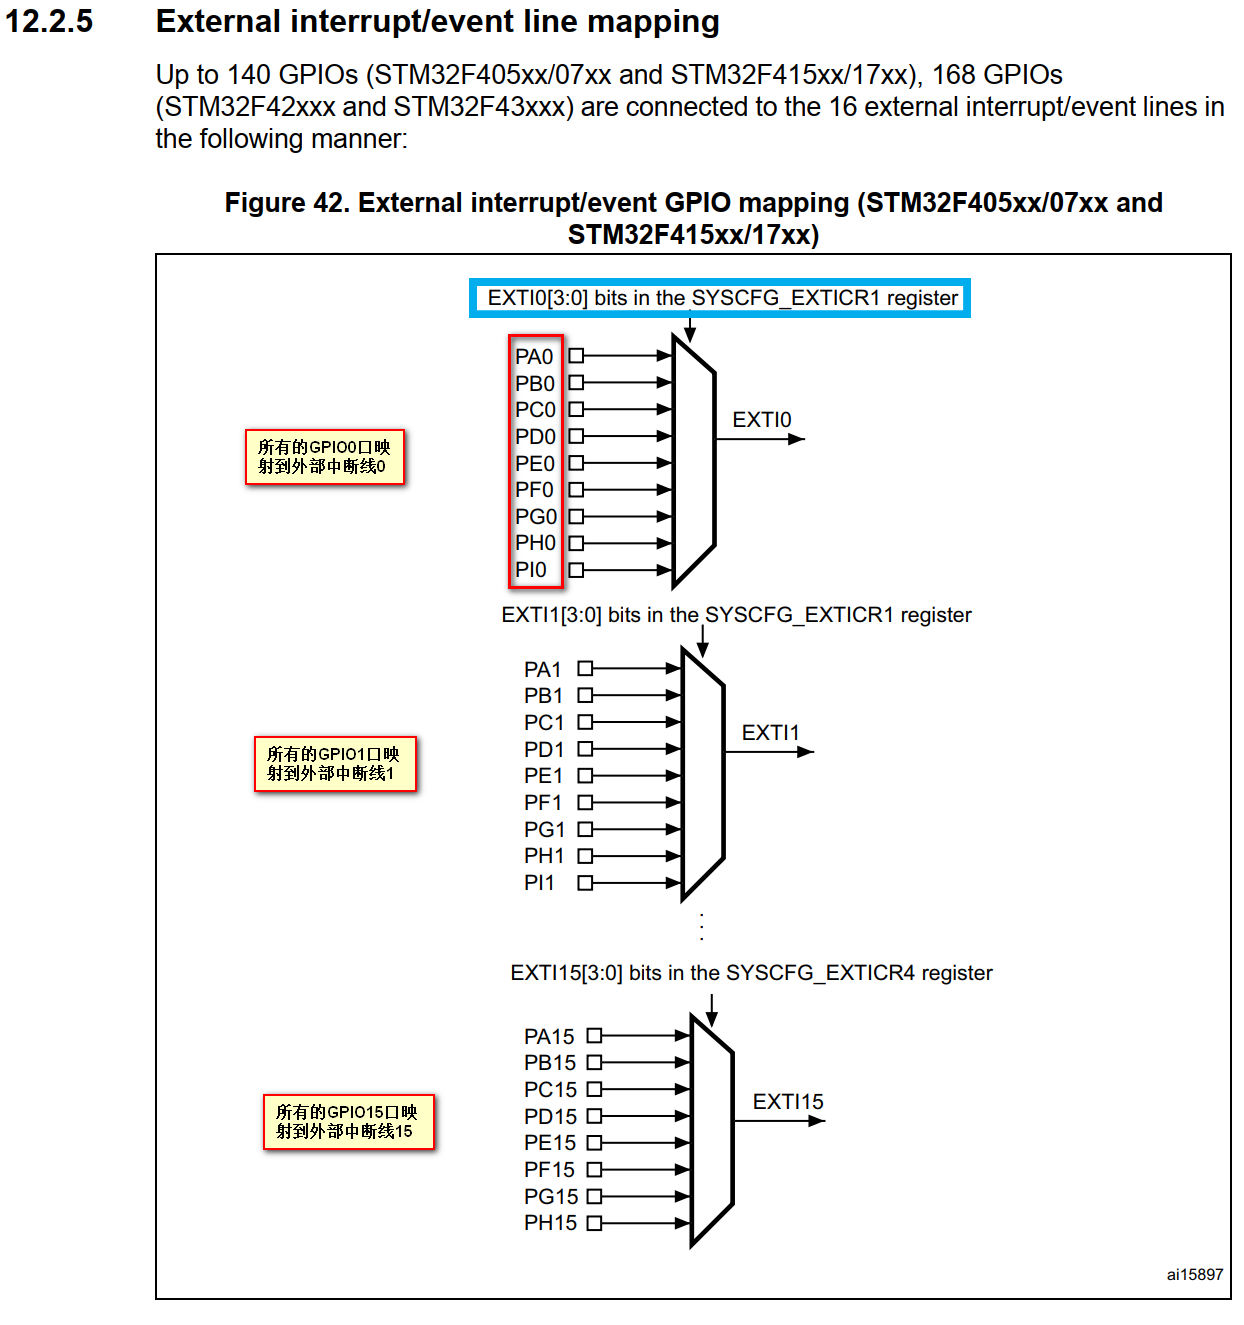 12.2.5 External interrupt/event line mapping
Up to 140 GPIOs (STM32F405xx/07xx and STM32F415xx/17xx), 168 GPIOs
(STM32F42xxx and STM32F43xxx) are connected to the 16 external interrupt/event lines in
the following manner:
Figure 42. External interrupt/event GPIO mapping (STM32F405xx/07xx and
STM32F415xx/17xx)
EXTI0[3:0] bits in the SYSCFG_EXTICR1 register
PA0
PB0
PC0
PD0
PE0
PF0
PG0
PH0
PI0
EXTI0
所有的GPIO0口映
射到外部中断线0
EXTI1[3:0] bits in the SYSCFG_EXTICR1 register
PA1
PB1
PC1
PD1
PE1
PF1
PG1
PH1
PI1
EXTI1
所有的GPIO1口映
射到外部中断线1
EXTI15[3:0] bits in the SYSCFG_EXTICR4 register
PA15
PB15
PC15
PD15
PE15
PF15
PG15
PH15
EXTI15
所有的GPIO15口映
射到外部中断线15
ai15897